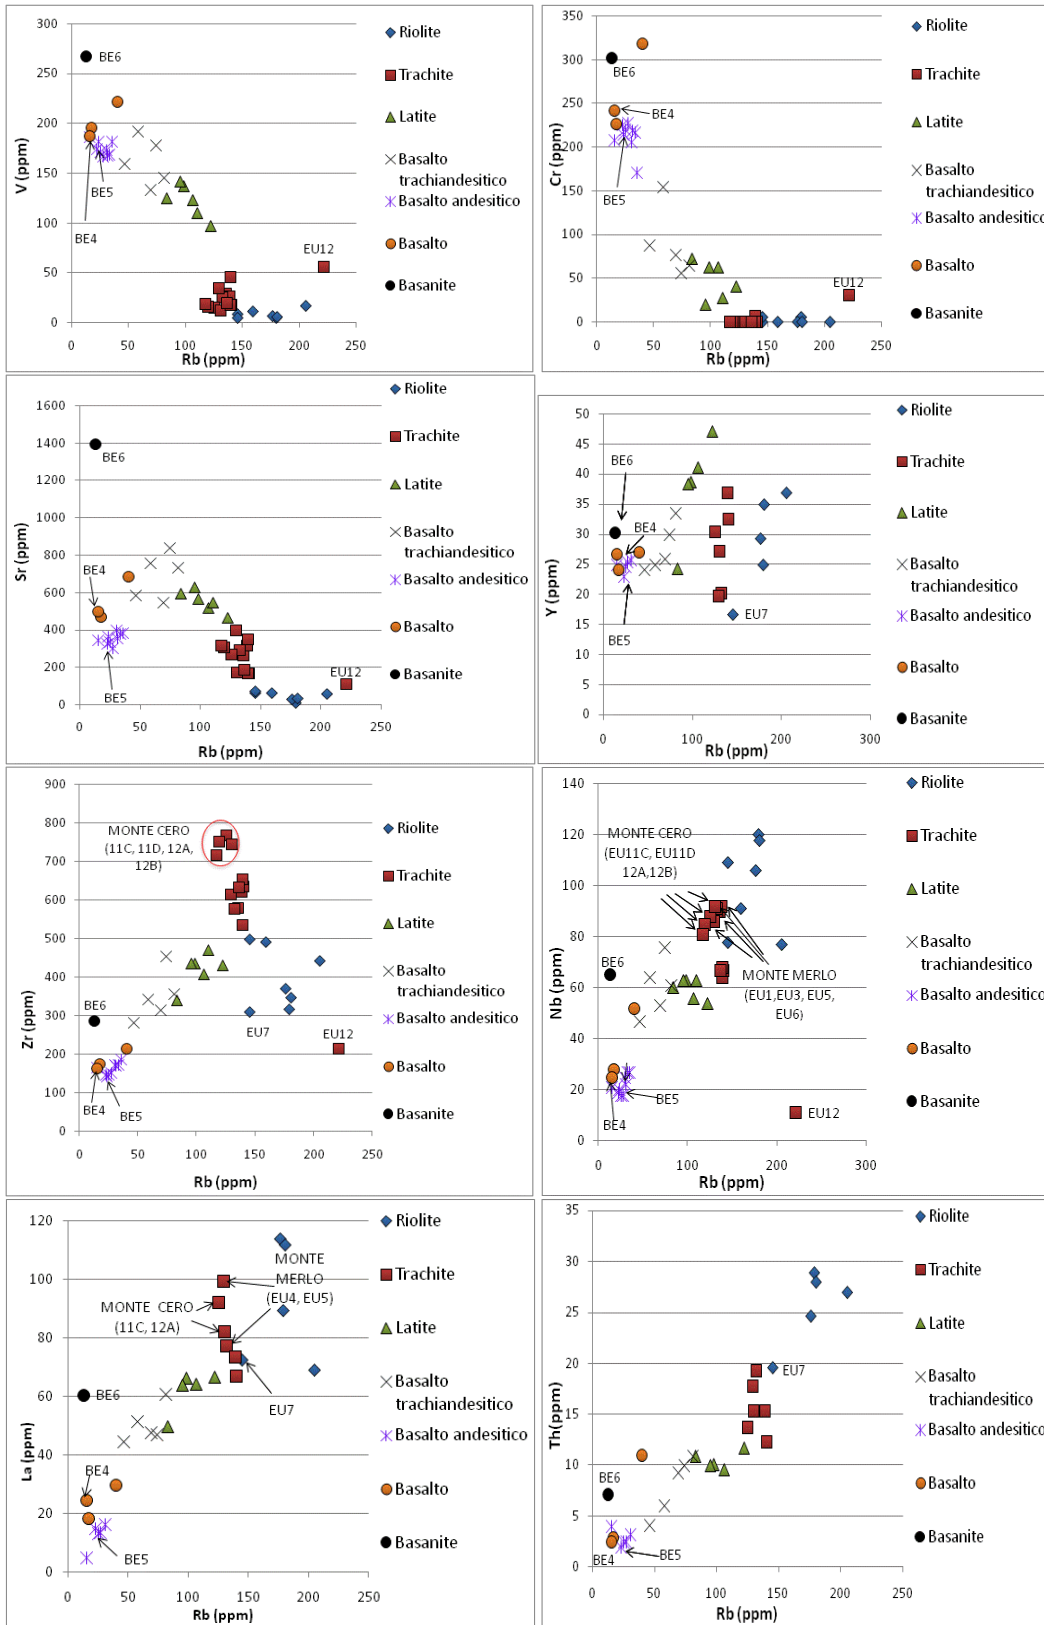 300
250
200
150
100
50
0
V (ppm)
0 50 100 150 200 250
Rb (ppm)
BE6
BE5
BE4
EU12
Riolite
Trachite
Latite
Basalto
trachiandesitico
Basalto andesitico
Basalto
Basanite
350
300
250
200
150
100
50
0
Cr (ppm)
0 50 100 150 200 250
Rb (ppm)
BE6
BE4
BE5
EU12
Riolite
Trachite
Latite
Basalto
trachiandesitico
Basalto andesitico
Basalto
Basanite
1600
1400
1200
1000
800
600
400
200
0
Sr (ppm)
0 50 100 150 200 250
Rb (ppm)
BE6
BE4
BE5
EU12
Riolite
Trachite
Latite
Basalto
trachiandesitico
Basalto andesitico
Basalto
Basanite
50
45
40
35
30
25
20
15
10
5
0
Y (ppm)
0 100 200 300
Rb (ppm)
BE6
BE4
BE5
EU7
Riolite
Trachite
Latite
Basalto
trachiandesitico
Basalto andesitico
Basalto
Basanite
900
800
700
600
500
400
300
200
100
0
Zr (ppm)
0 50 100 150 200 250
Rb (ppm)
MONTE CERO
(11C, 11D, 12A,
12B)
BE6
EU7
EU12
BE4
BE5
Riolite
Trachite
Latite
Basalto
trachiandesitico
Basalto andesitico
Basalto
Basanite
140
120
100
80
60
40
20
0
Nb (ppm)
0 100 200 300
Rb (ppm)
MONTE CERO
(EU11C, EU11D
12A,12B)
BE6
MONTE MERLO
(EU1,EU3, EU5,
EU6)
BE5
BE4
EU12
Riolite
Trachite
Latite
Basalto
trachiandesitico
Basalto andesitico
Basalto
Basanite
120
100
80
60
40
20
0
La (ppm)
0 50 100 150 200 250
Rb (ppm)
MONTE
MERLO
(EU4, EU5)
MONTE CERO
(11C, 12A)
BE6
EU7
BE4
BE5
Riolite
Trachite
Latite
Basalto
trachiandesitico
Basalto andesitico
Basalto
Basanite
35
30
25
20
15
10
5
0
Th(ppm)
0 50 100 150 200 250
Rb (ppm)
EU7
BE6
BE4
BE5
Riolite
Trachite
Latite
Basalto
trachiandesitico
Basalto andesitico
Basalto
Basanite